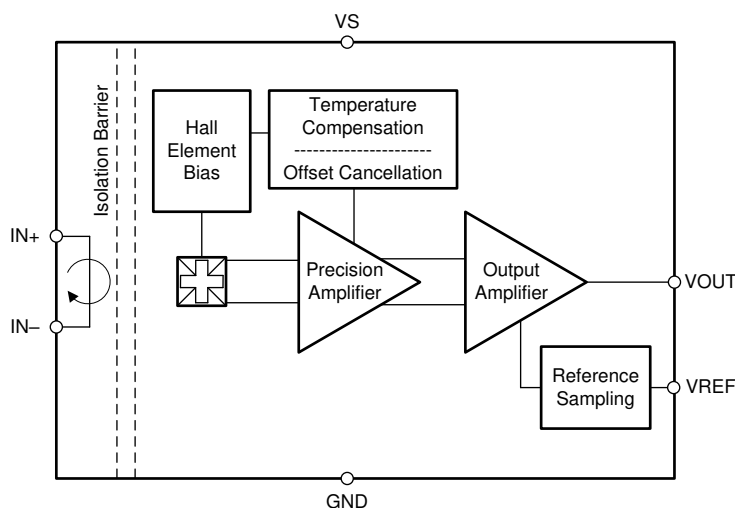 VS
Isolation Barrier
Hall
Element
Bias
Temperature
Compensation
Offset Cancellation
IN+
IN–
Precision
Amplifier
Output
Amplifier
VOUT
Reference
Sampling
VREF
GND